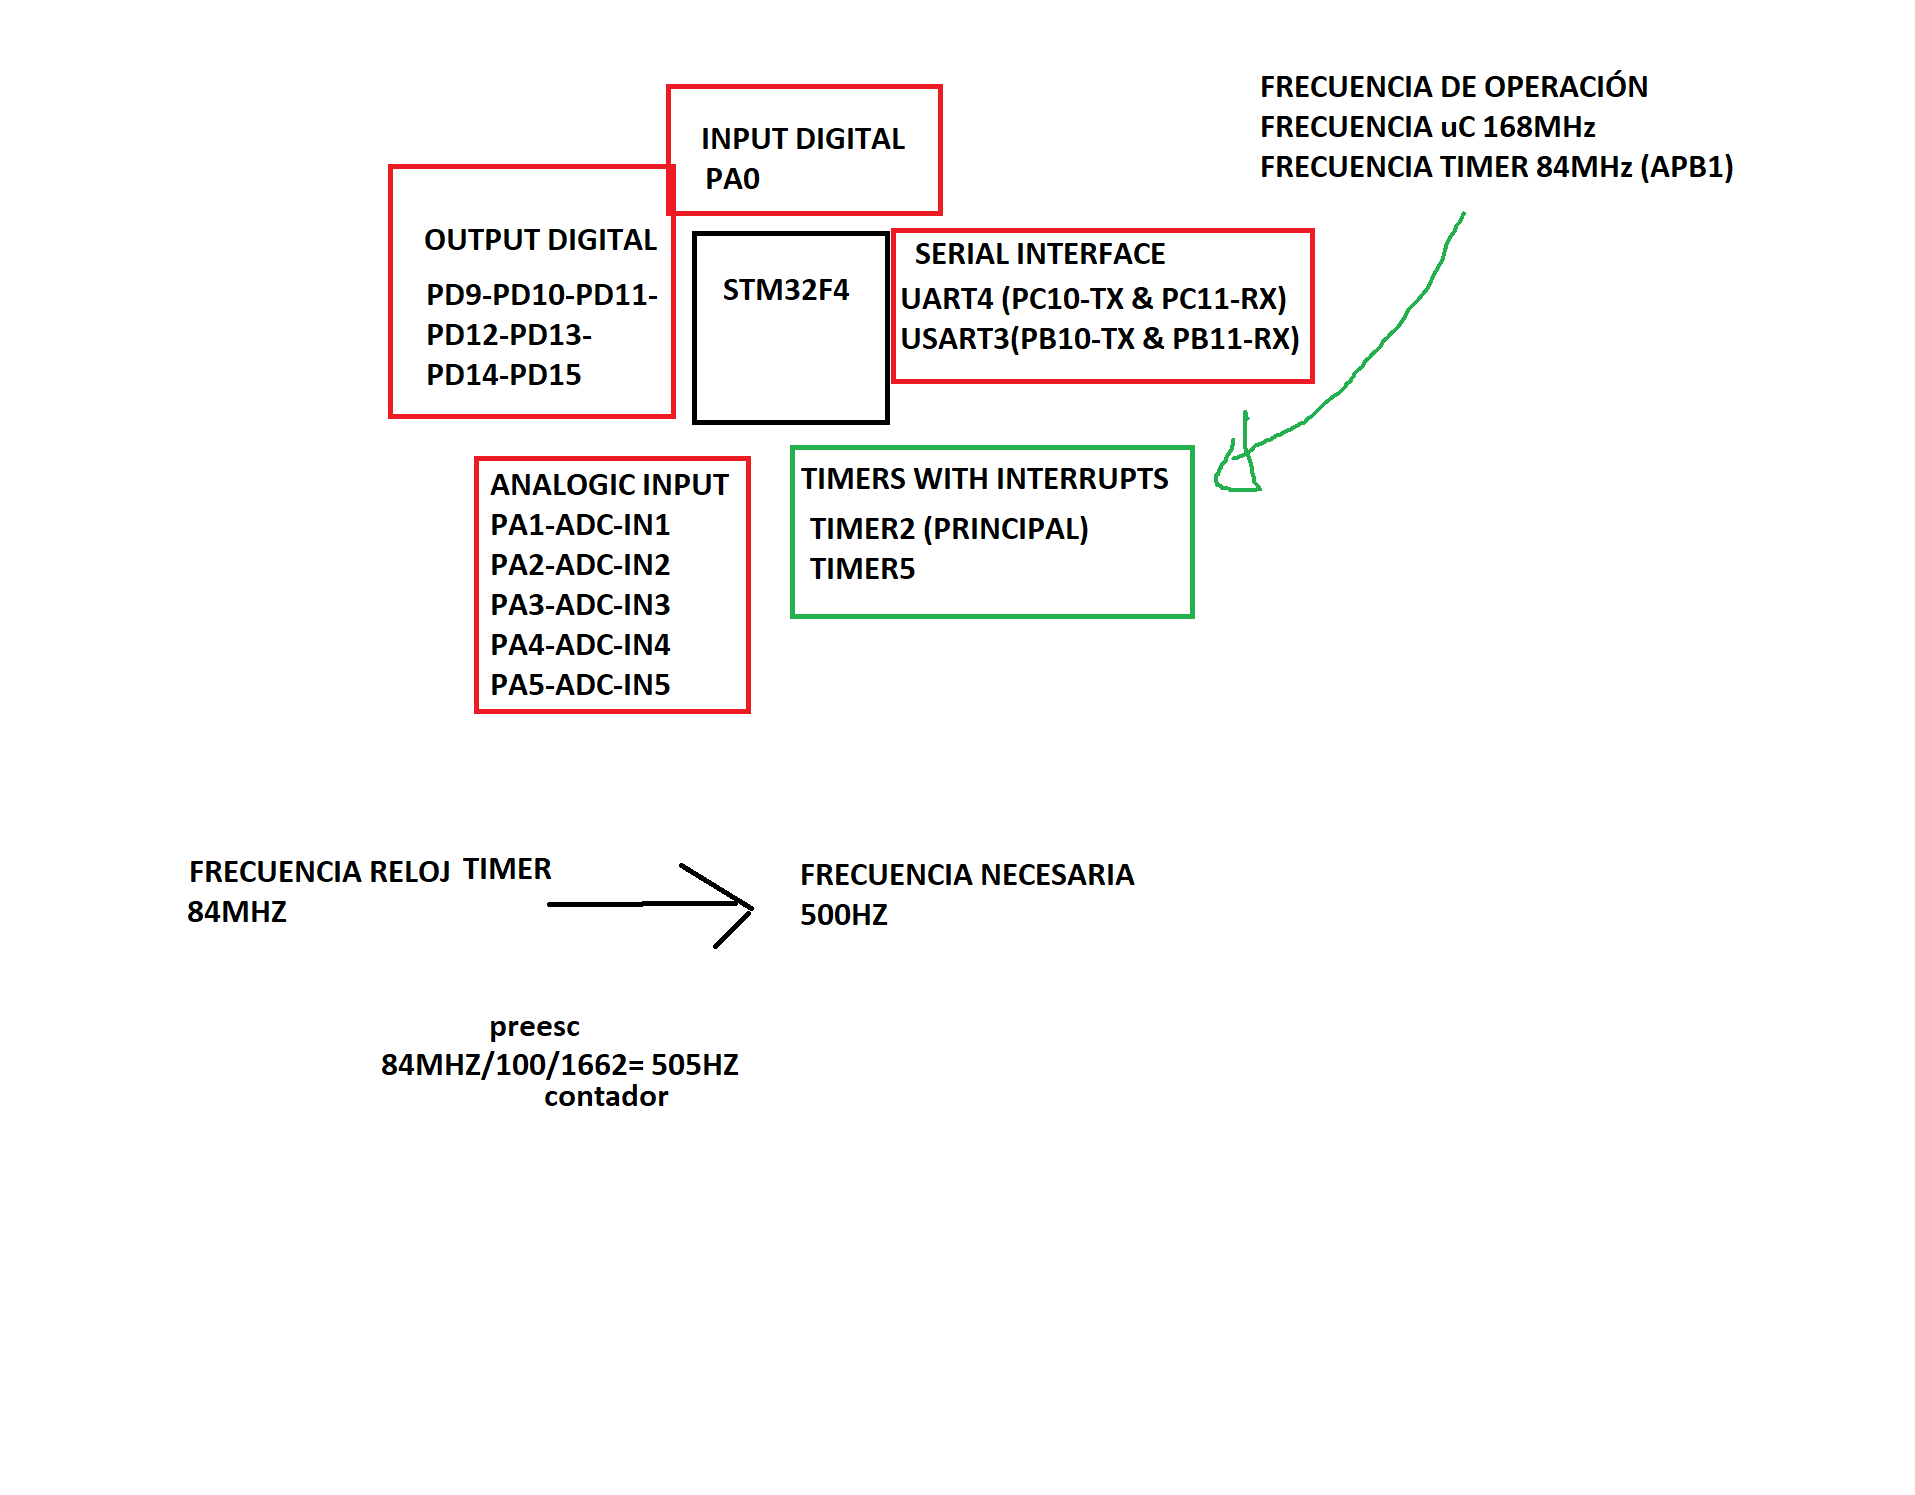 FRECUENCIA DE OPERACIÓN
FRECUENCIA uC 168MHz
FRECUENCIA TIMER 84MHz (APB1)
INPUT DIGITAL
PA0
OUTPUT DIGITAL
PD9-PD10-PD11-
PD12-PD13-
PD14-PD15
STM32F4
SERIAL INTERFACE
UART4 (PC10-TX & PC11-RX)
USART3(PB10-TX & PB11-RX)
ANALOGIC INPUT
PA1-ADC-IN1
PA2-ADC-IN2
PA3-ADC-IN3
PA4-ADC-IN4
PA5-ADC-IN5
TIMERS WITH INTERRUPTS
TIMER2 (PRINCIPAL)
TIMER5
FRECUENCIA RELOJ TIMER
84MHZ
FRECUENCIA NECESARIA
500HZ
preesc
84MHZ/100/1662= 505HZ
contador